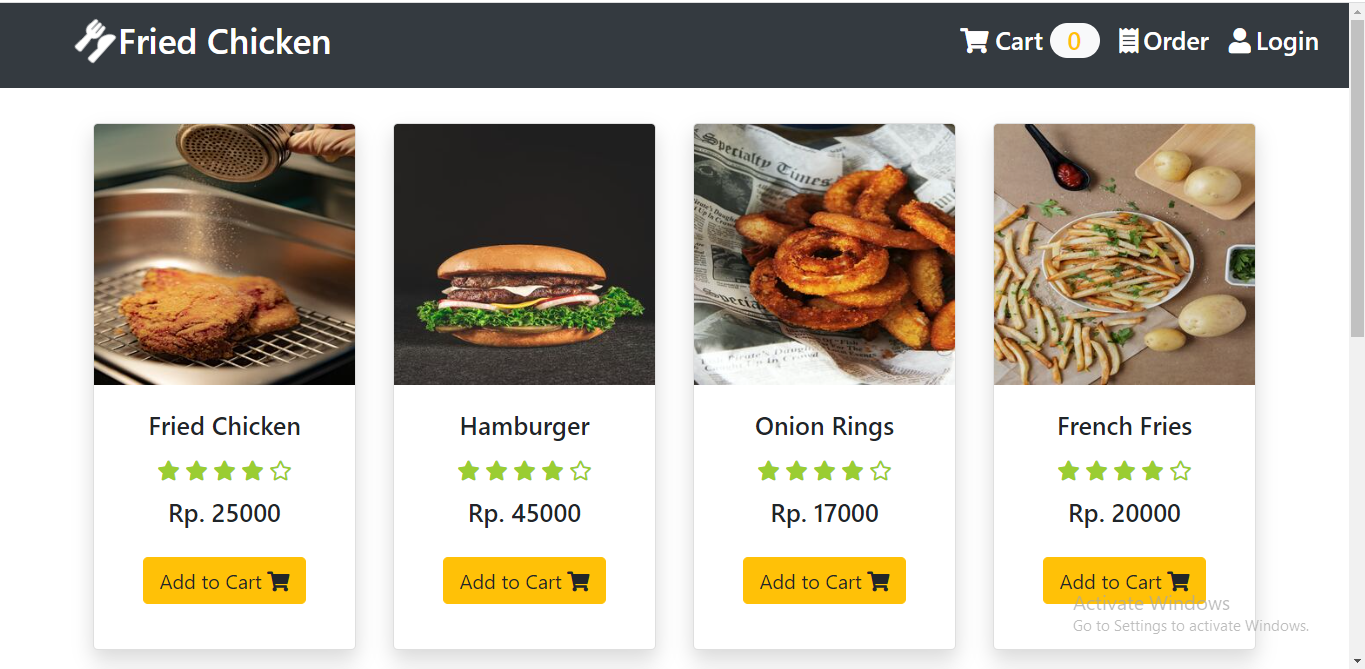 Fried Chicken
Cart 0 Order Login
Specialty Times
Fried Chicken
Rp. 25000
Add to Cart
Hamburger
Rp. 45000
Add to Cart
Onion Rings
Rp. 17000
Add to Cart
French Fries
Rp. 20000
Add to Cart
Activate Windows
Go to Settings to activate Windows.